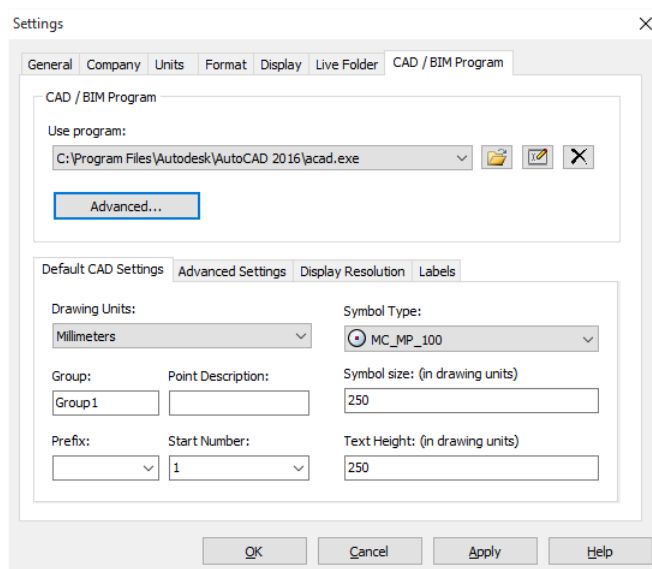 Settings
General Company Units Format Display Live Folder CAD / BIM Program
CAD / BIM Program
Use program:
C:\Program Files\Autodesk\AutoCAD 2016\acad.exe
Advanced...
Default CAD Settings Advanced Settings Display Resolution Labels
Drawing Units:
Millimeters
Symbol Type:
MC_MP_100
Group:
Group1
Point Description:
Symbol size: (in drawing units)
250
Prefix:
Start Number:
1
Text Height: (in drawing units)
250
OK Cancel Apply Help